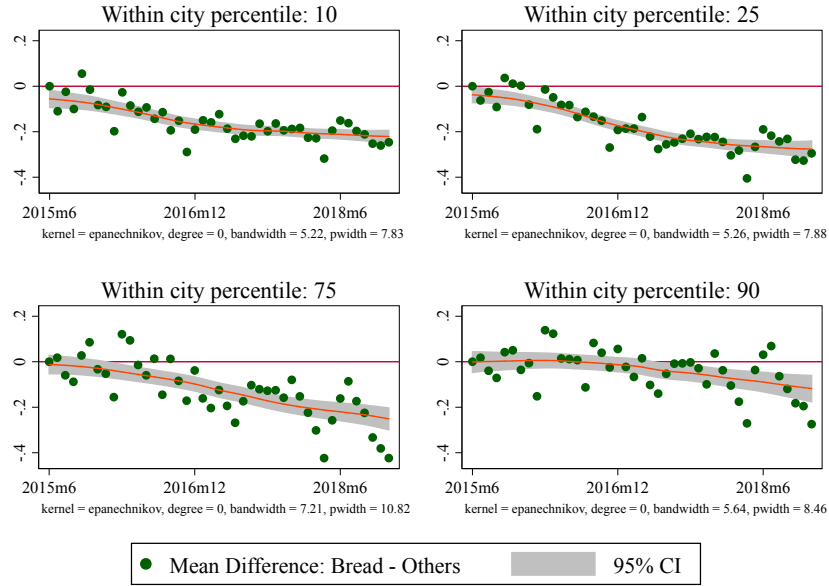 Within city percentile: 10
.2
0
-.2
-.4
2015m6 2016m12 2018m6
kernel = epanechnikov, degree = 0, bandwidth = 5.22, pwidth = 7.83
Within city percentile: 25
.2
0
-.2
-.4
2015m6 2016m12 2018m6
kernel = epanechnikov, degree = 0, bandwidth = 5.26, pwidth = 7.88
Within city percentile: 75
.2
0
-.2
-.4
2015m6 2016m12 2018m6
kernel = epanechnikov, degree = 0, bandwidth = 7.21, pwidth = 10.82
Within city percentile: 90
.2
0
-.2
-.4
2015m6 2016m12 2018m6
kernel = epanechnikov, degree = 0, bandwidth = 5.64, pwidth = 8.46
Mean Difference: Bread - Others 95% CI